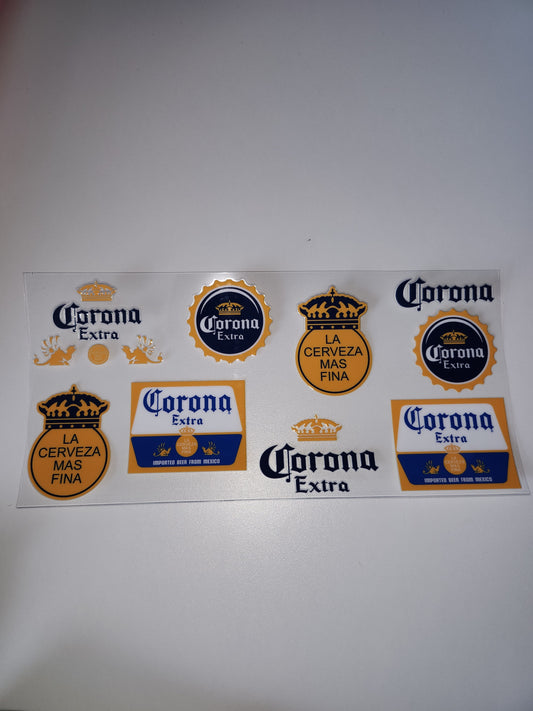 Corona
Extra
Corona
Extra
LA
CERVEZA
MAS
FINA
Corona
Corona
Extra
LA
CERVEZA
MAS
FINA
Corona
Extra
IMPORTED BEER FROM MEXICO
Corona
Extra
Corona
Extra
IMPORTED BEER FROM MEXICO